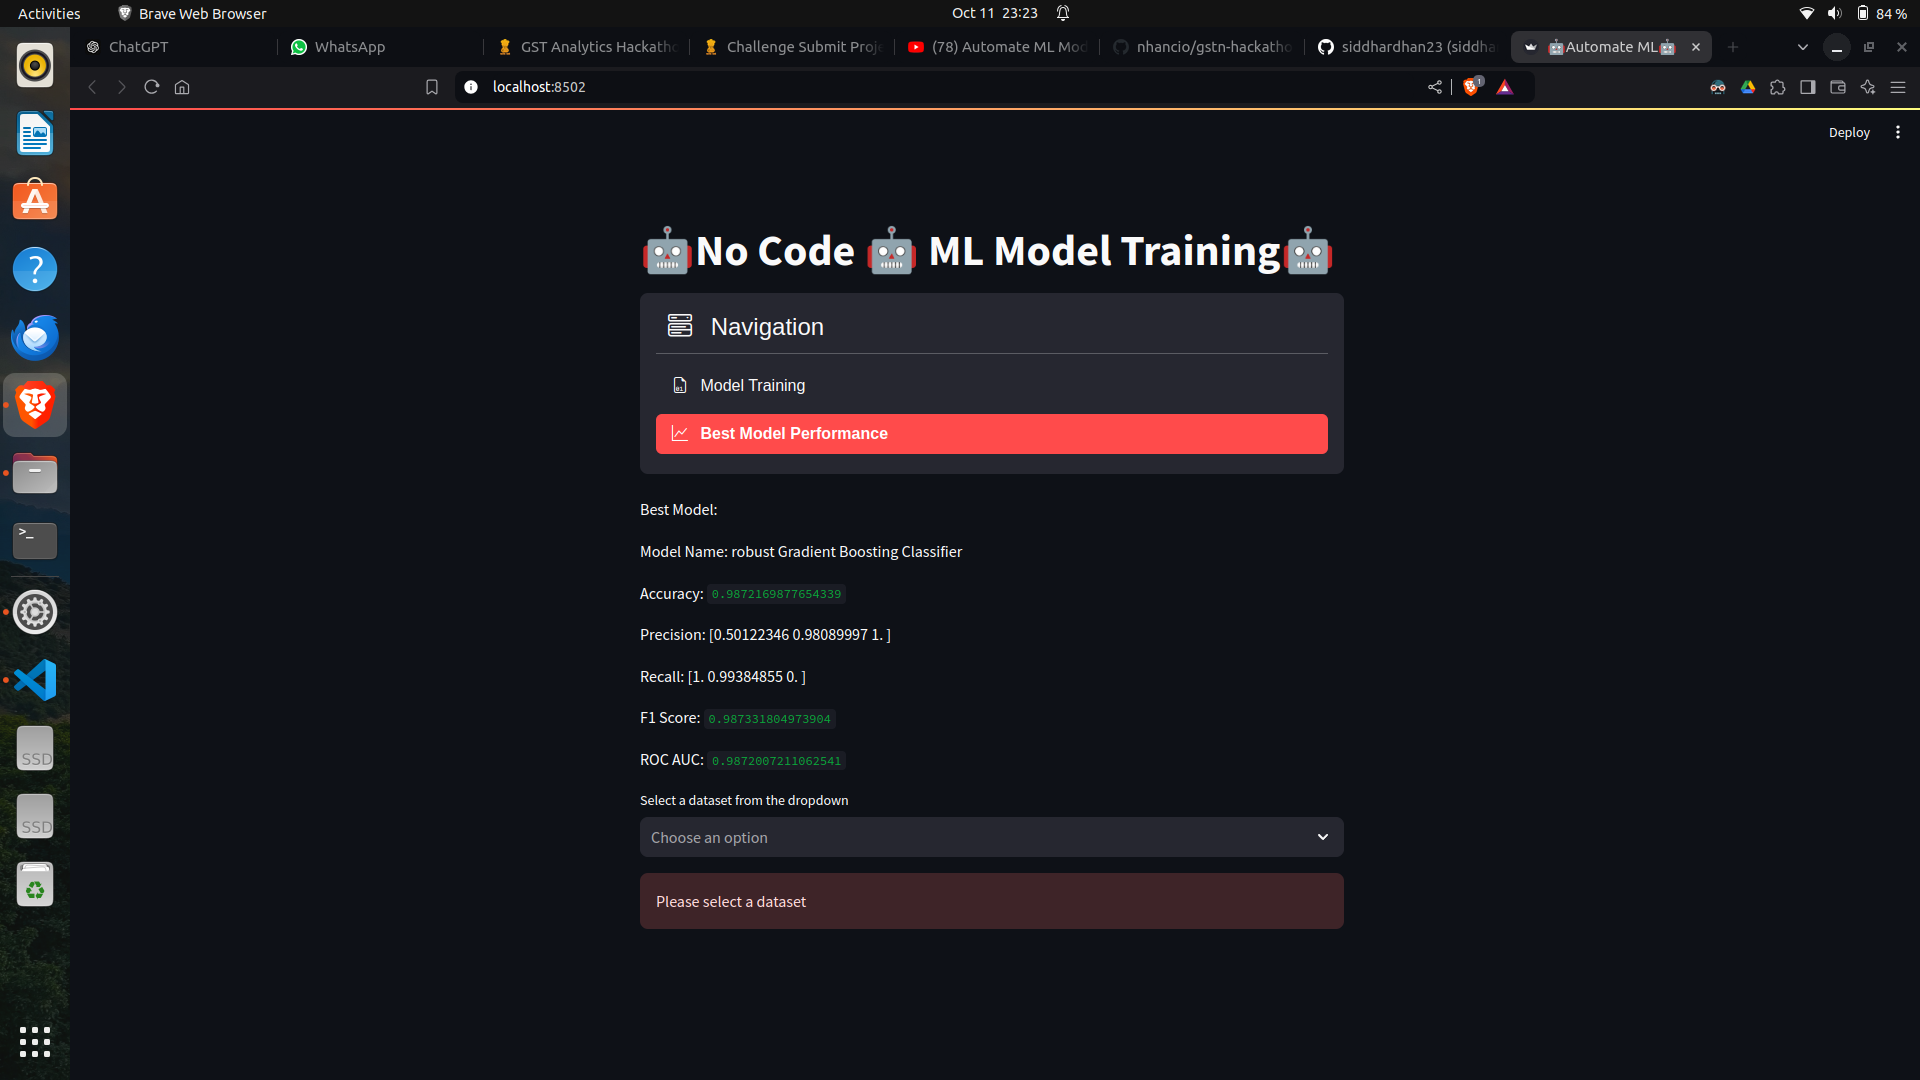 Activities
Brave Web Browser
Oct 11 23:23
84 %
ChatGPT
WhatsApp
GST Analytics Hackatho
Challenge Submit Proje
(78) Automate ML Mod
nhancio/gstn-hackatho
siddhardhan23 (siddha
🤖Automate ML🤖
localhost:8502
1
Deploy
🤖No Code 🤖 ML Model Training🤖
Navigation
Model Training
Best Model Performance
Best Model:
Model Name: robust Gradient Boosting Classifier
Accuracy: 0.9872169877654339
Precision: [0.50122346 0.98089997 1. ]
Recall: [1. 0.99384855 0. ]
F1 Score: 0.987331804973904
ROC AUC: 0.9872007211062541
Select a dataset from the dropdown
Choose an option
Please select a dataset
SSD
SSD